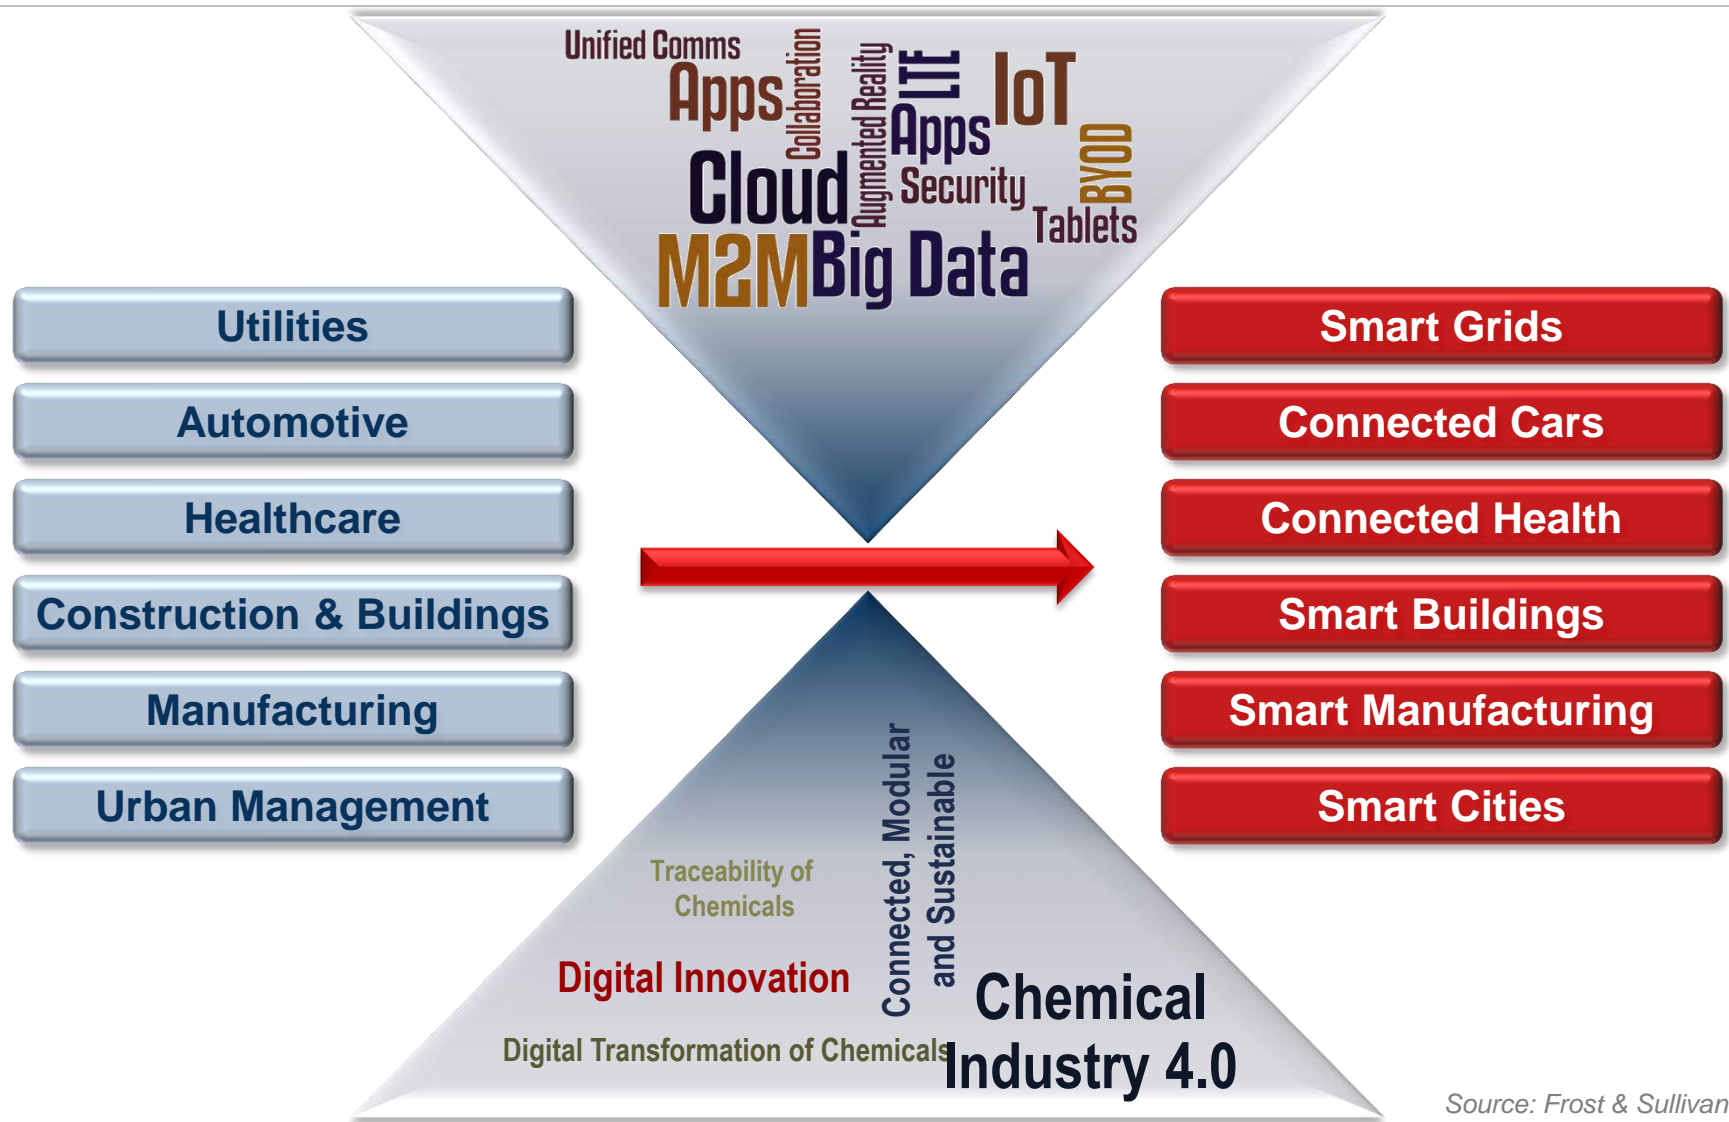 Unified Comms
Apps
Collaboration
Augmented Reality
LTE
Apps
IoT
BYOD
Cloud
Security
Tablets
M2M
Big Data
Utilities
Automotive
Healthcare
Construction & Buildings
Manufacturing
Urban Management
Smart Grids
Connected Cars
Connected Health
Smart Buildings
Smart Manufacturing
Smart Cities
Connected, Modular
and Sustainable
Traceability of
Chemicals
Digital Innovation
Digital Transformation of Chemicals
Chemical
Industry 4.0
Source: Frost & Sullivan